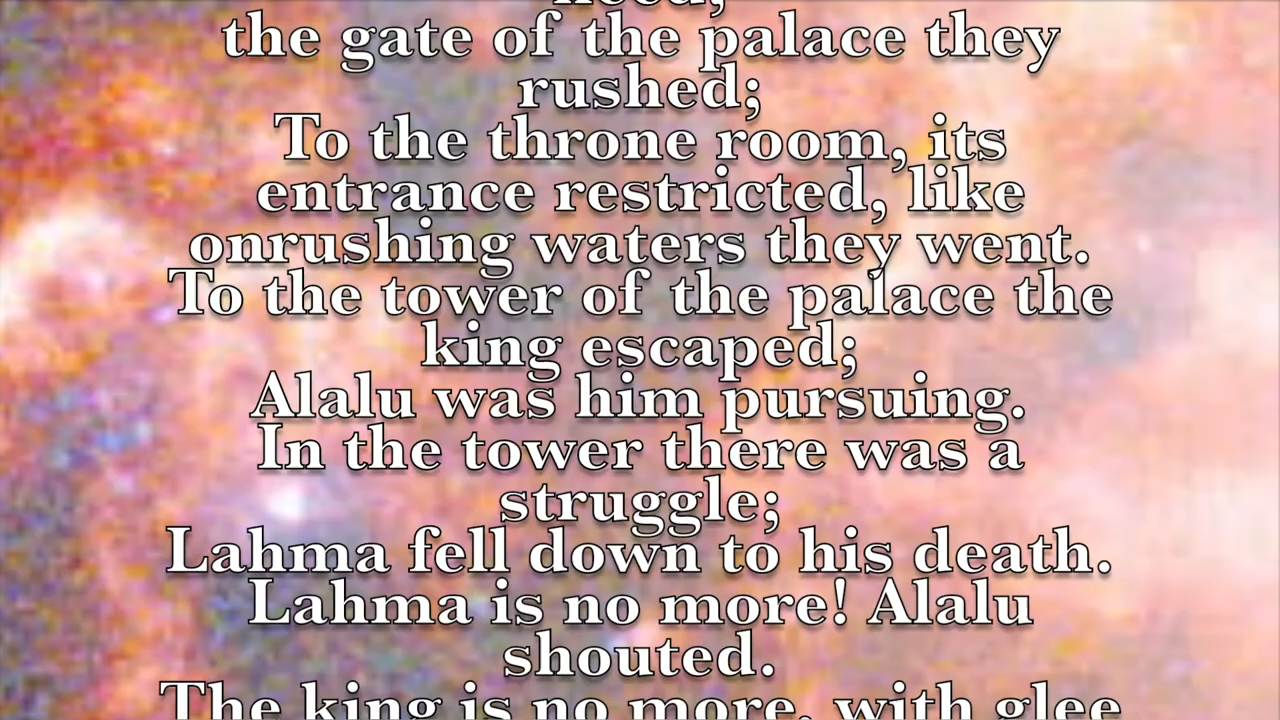 the gate of the palace they
rushed;
To the throne room, its
entrance restricted, like
onrushing waters they went.
To the tower of the palace the
king escaped;
Alalu was him pursuing.
In the tower there was a
struggle;
Lahma fell down to his death.
Lahma is no more! Alalu
shouted.
The king is no more, with glee